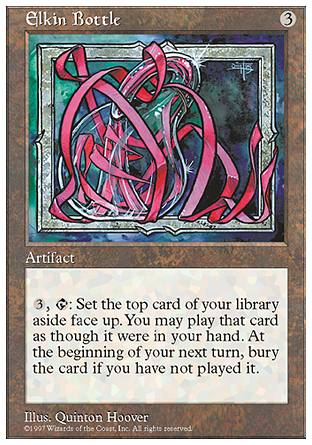 Elkin Bottle 3
Artifact
3, : Set the top card of your library
aside face up. You may play that card
as though it were in your hand. At
the beginning of your next turn, bury
the card if you have not played it.
Illus. Quinton Hoover
©1997 Wizards of the Coast, Inc. All rights reserved